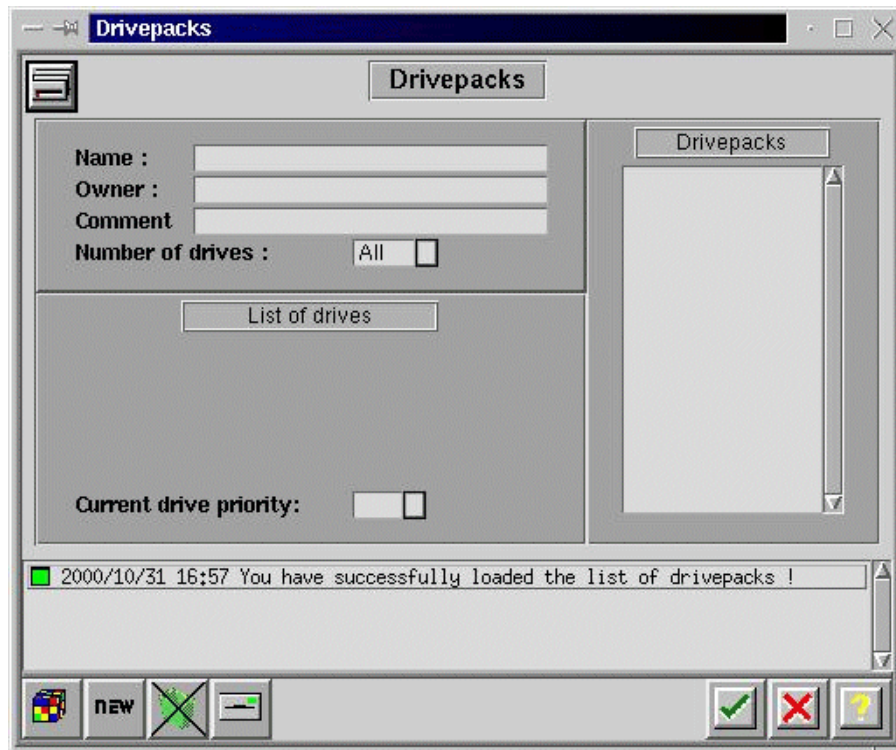 Drivepacks
Drivepacks
Name :
Owner :
Comment
Number of drives : All
List of drives
Current drive priority:
Drivepacks
2000/10/31 16:57 You have successfully loaded the list of drivepacks !
NEW
?